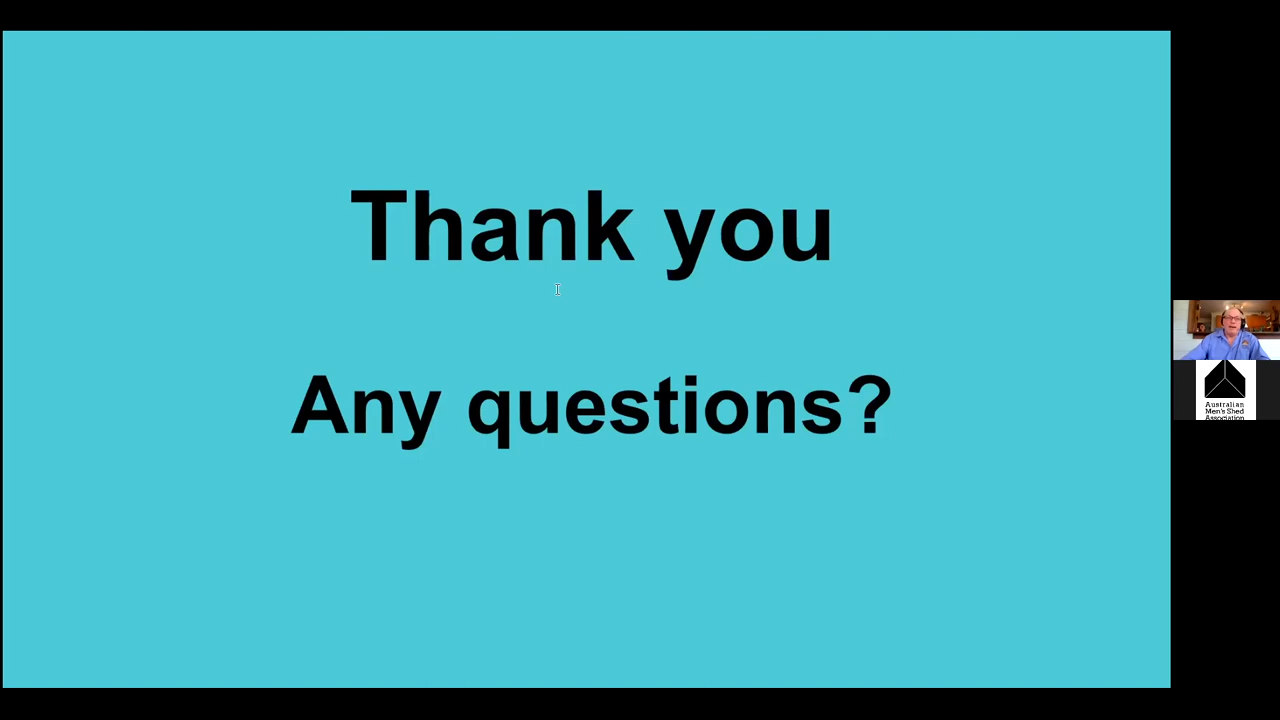 Thank you
Any questions?
Australian
Men's Shed
Association